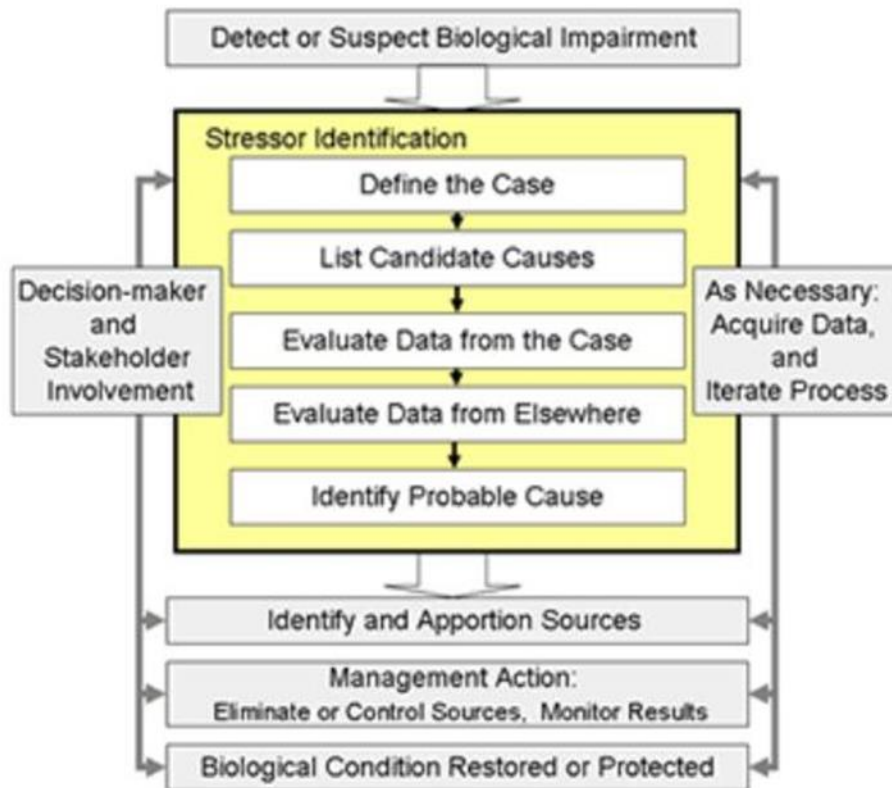 Detect or Suspect Biological Impairment
Stressor Identification
Define the Case
List Candidate Causes
Evaluate Data from the Case
Evaluate Data from Elsewhere
Identify Probable Cause
Decision-maker
and
Stakeholder
Involvement
As Necessary:
Acquire Data,
and
Iterate Process
Identify and Apportion Sources
Management Action:
Eliminate or Control Sources, Monitor Results
Biological Condition Restored or Protected